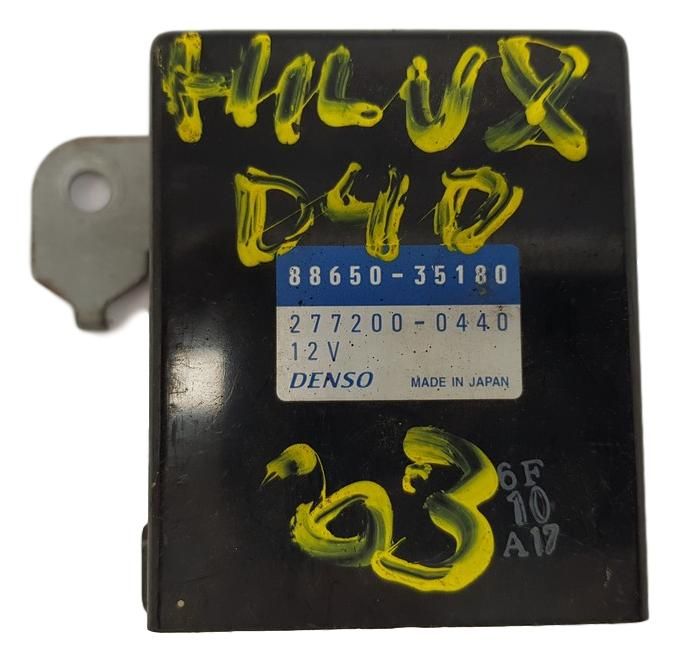 HILUX
D4D
88650-35180
277200-0440
12V
DENSO MADE IN JAPAN
'03
6F
10
A17